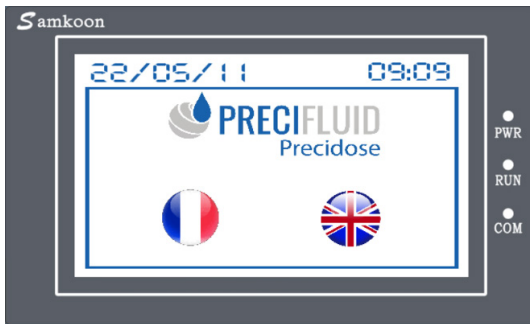 Samkoon
22/05/11 09:09
PRECIFLUID
Precidose
PWR
RUN
COM